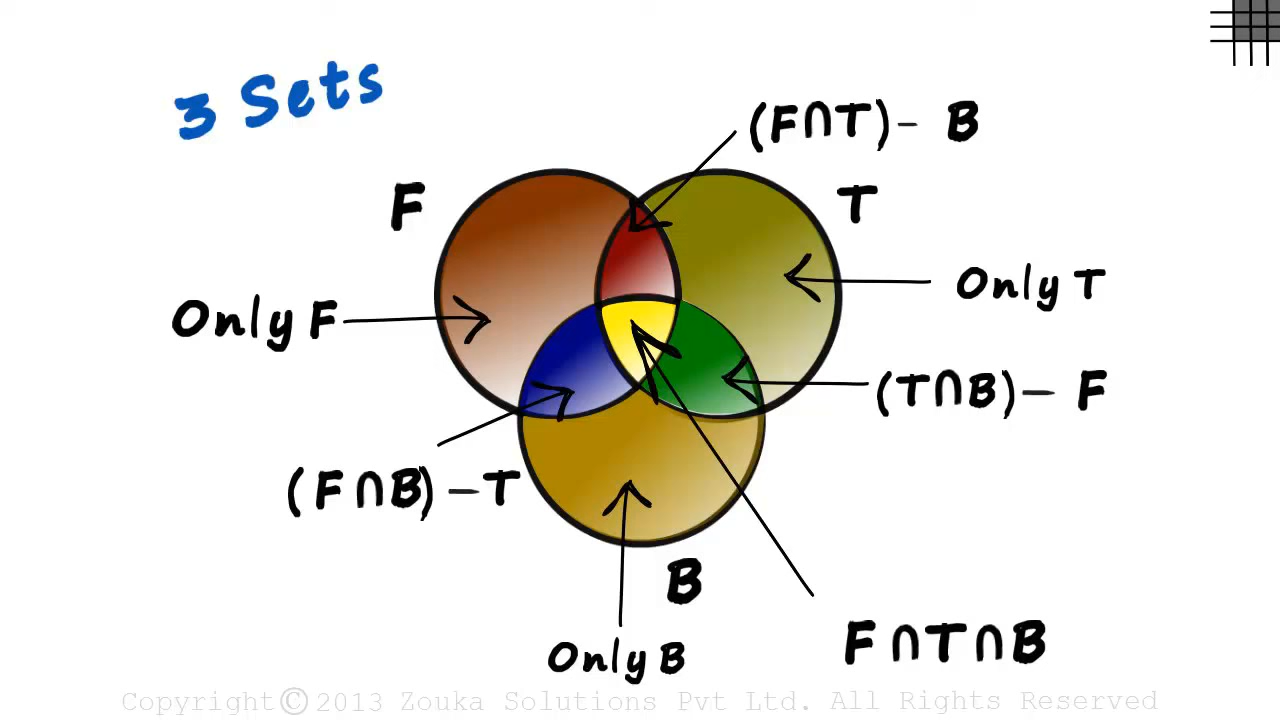 3 Sets
(F∩T)- B
F
T
Only T
Only F
(T∩B)- F
(F∩B)-T
B
F∩T∩B
Only B
Copyright©2013 Zouka Solutions Pvt Ltd. All Rights Reserved